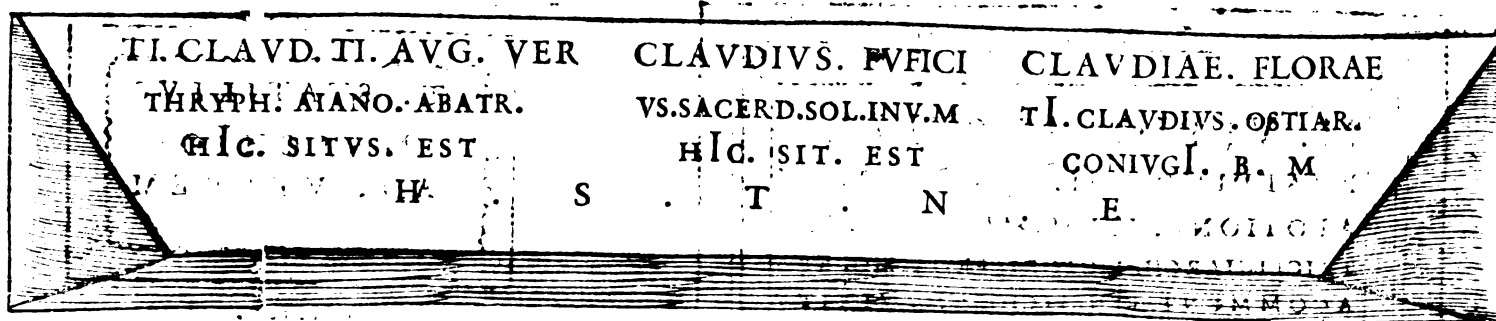 TI. CLAVD. TI. AVG. VER
THRYPH. AIANO. ABATR.
HIC. SITVS. EST
CLAVDIVS. FVFICI
VS. SACERD. SOL. INV. M
HIC. SIT. EST
CLAVDIAE. FLORAE
TI. CLAVDIVS. OSTIAR.
CONIVGI. B. M
H . S . T . N . E.